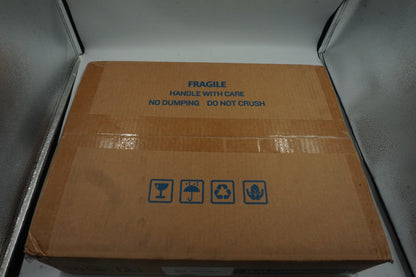 FRAGILE
HANDLE WITH CARE
NO DUMPING DO NOT CRUSH